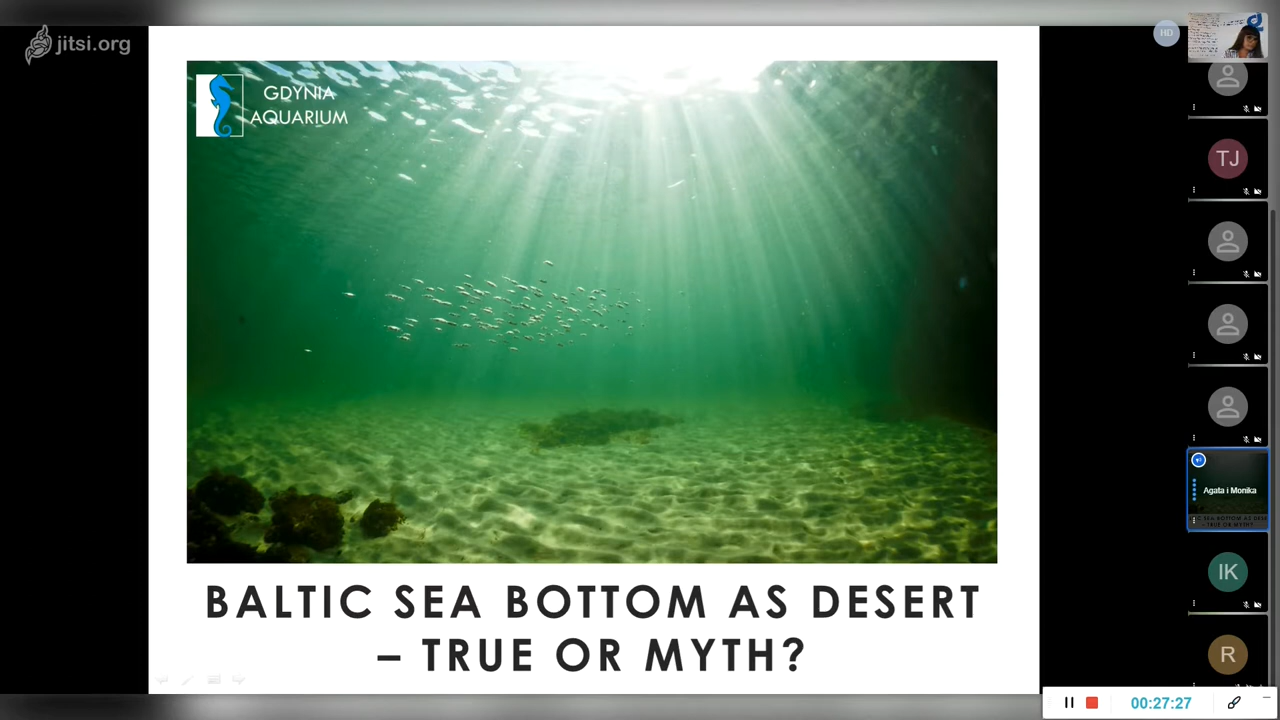 jitsi.org
HD
GDYNIA
AQUARIUM
TJ
Agata i Monika
BALTIC SEA BOTTOM AS DESERT
– TRUE OR MYTH?
IK
R
00:27:27